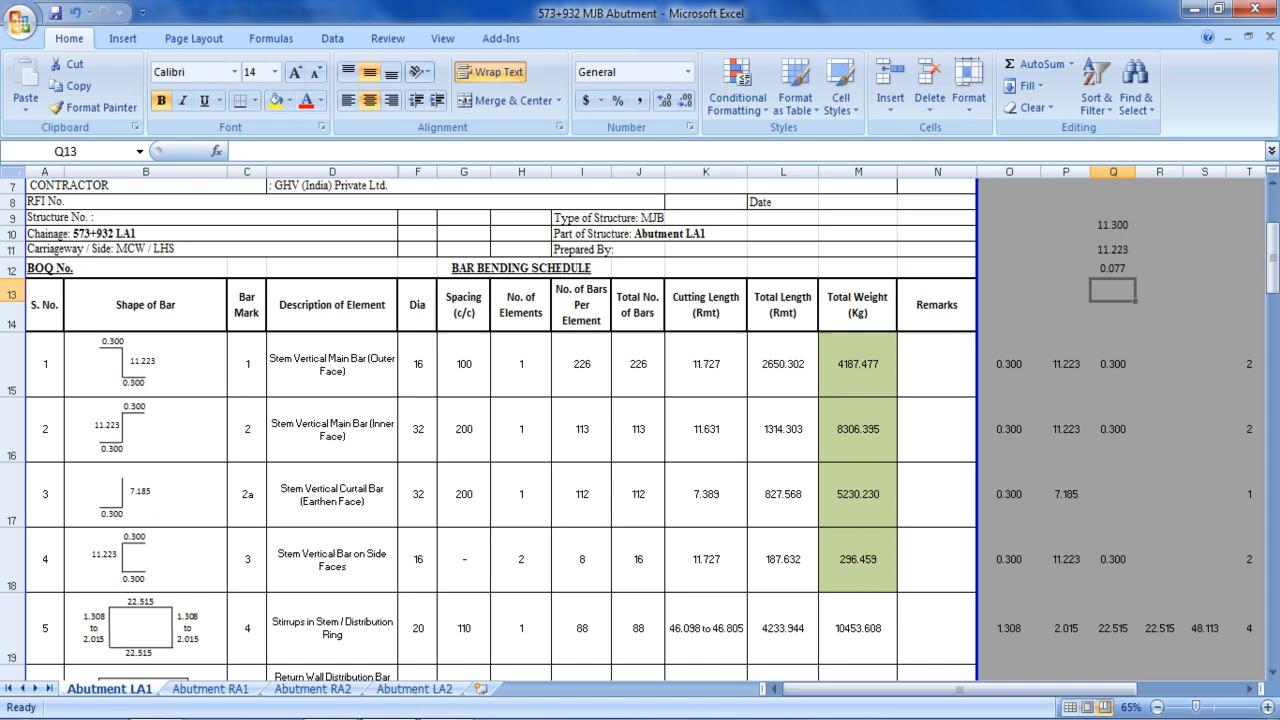 573+932 MJB Abutment - Microsoft Excel
Home Insert Page Layout Formulas Data Review View Add-Ins
Paste Cut Copy Format Painter Clipboard
Calibri 14 B I U A Font
Wrap Text Merge & Center Alignment
General $ % , Number
Conditional Formatting Format as Table Cell Styles Styles
Insert Delete Format Cells
Σ AutoSum Fill Clear Sort & Filter Find & Select Editing
Q13 fx
A B C D F G H I J K L M N O P Q R S T
7 CONTRACTOR : GHV (India) Private Ltd.
8 RFI No. Date
9 Structure No. : Type of Structure: MJB 11.300
10 Chainage: 573+932 LA1 Part of Structure: Abutment LA1
11 Carriageway / Side: MCW / LHS Prepared By: 11.223
12 BOQ No. BAR BENDING SCHEDULE 0.077
13
14
S. No. Shape of Bar Bar Mark Description of Element Dia Spacing (c/c) No. of Elements No. of Bars Per Element Total No. of Bars Cutting Length (Rmt) Total Length (Rmt) Total Weight (Kg) Remarks
15 1 0.300 11.223 0.300 1 Stem Vertical Main Bar (Outer Face) 16 100 1 226 226 11.727 2650.302 4187.477 0.300 11.223 0.300 2
16 2 0.300 11.223 0.300 2 Stem Vertical Main Bar (Inner Face) 32 200 1 113 113 11.631 1314.303 8306.395 0.300 11.223 0.300 2
17 3 7.185 0.300 2a Stem Vertical Curtail Bar (Earthen Face) 32 200 1 112 112 7.389 827.568 5230.230 0.300 7.185 1
18 4 0.300 11.223 0.300 3 Stem Vertical Bar on Side Faces 16 - 2 8 16 11.727 187.632 296.459 0.300 11.223 0.300 2
19 5 22.515 1.308 to 2.015 1.308 to 2.015 22.515 4 Stirrups in Stem / Distribution Ring 20 110 1 88 88 46.098 to 46.805 4233.944 10453.608 1.308 2.015 22.515 22.515 48.113 4
Return Wall Distribution Bar
Abutment LA1 Abutment RA1 Abutment RA2 Abutment LA2
Ready 65%